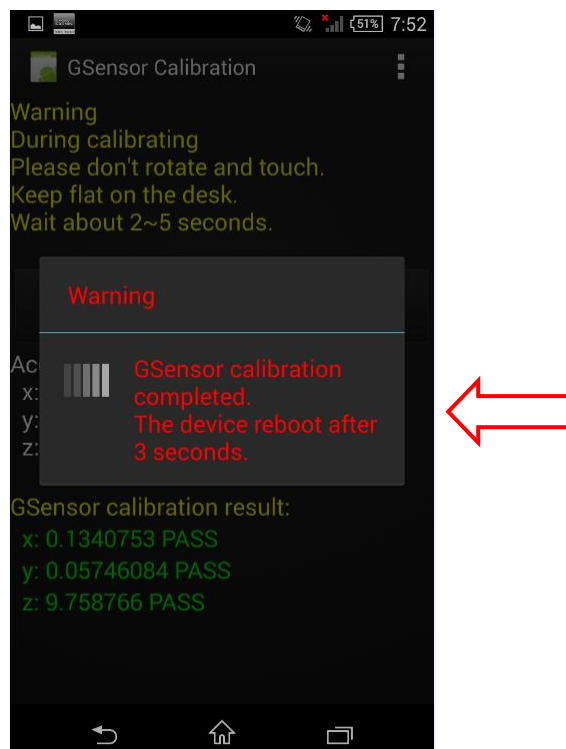 51% 7:52
GSensor Calibration
Warning
During calibrating
Please don't rotate and touch.
Keep flat on the desk.
Wait about 2~5 seconds.
Warning
GSensor calibration
completed.
The device reboot after
3 seconds.
Ac
x:
y:
z:
GSensor calibration result:
x: 0.1340753 PASS
y: 0.05746084 PASS
z: 9.758766 PASS